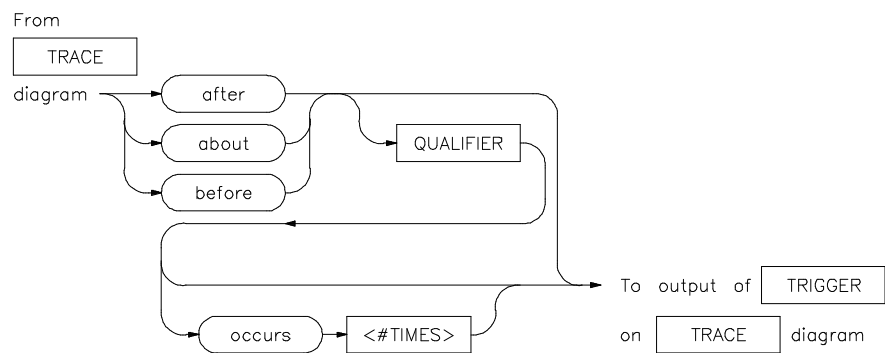 From
TRACE
diagram
after
about
before
QUALIFIER
occurs
<#TIMES>
To output of TRIGGER
on TRACE diagram